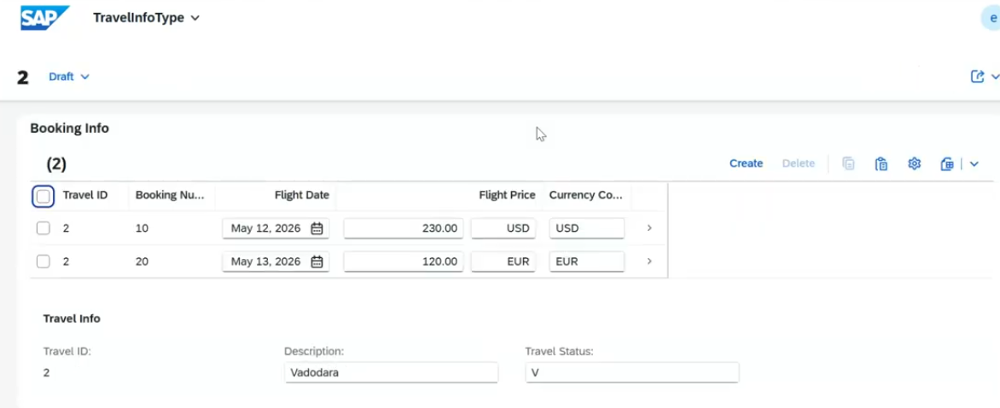 SAP TravelInfoType e
2 Draft
Booking Info
(2) Create Delete
Travel ID Booking Nu... Flight Date Flight Price Currency Co...
2 10 May 12, 2026 230.00 USD USD
2 20 May 13, 2026 120.00 EUR EUR
Travel Info
Travel ID: Description: Travel Status:
2 Vadodara V